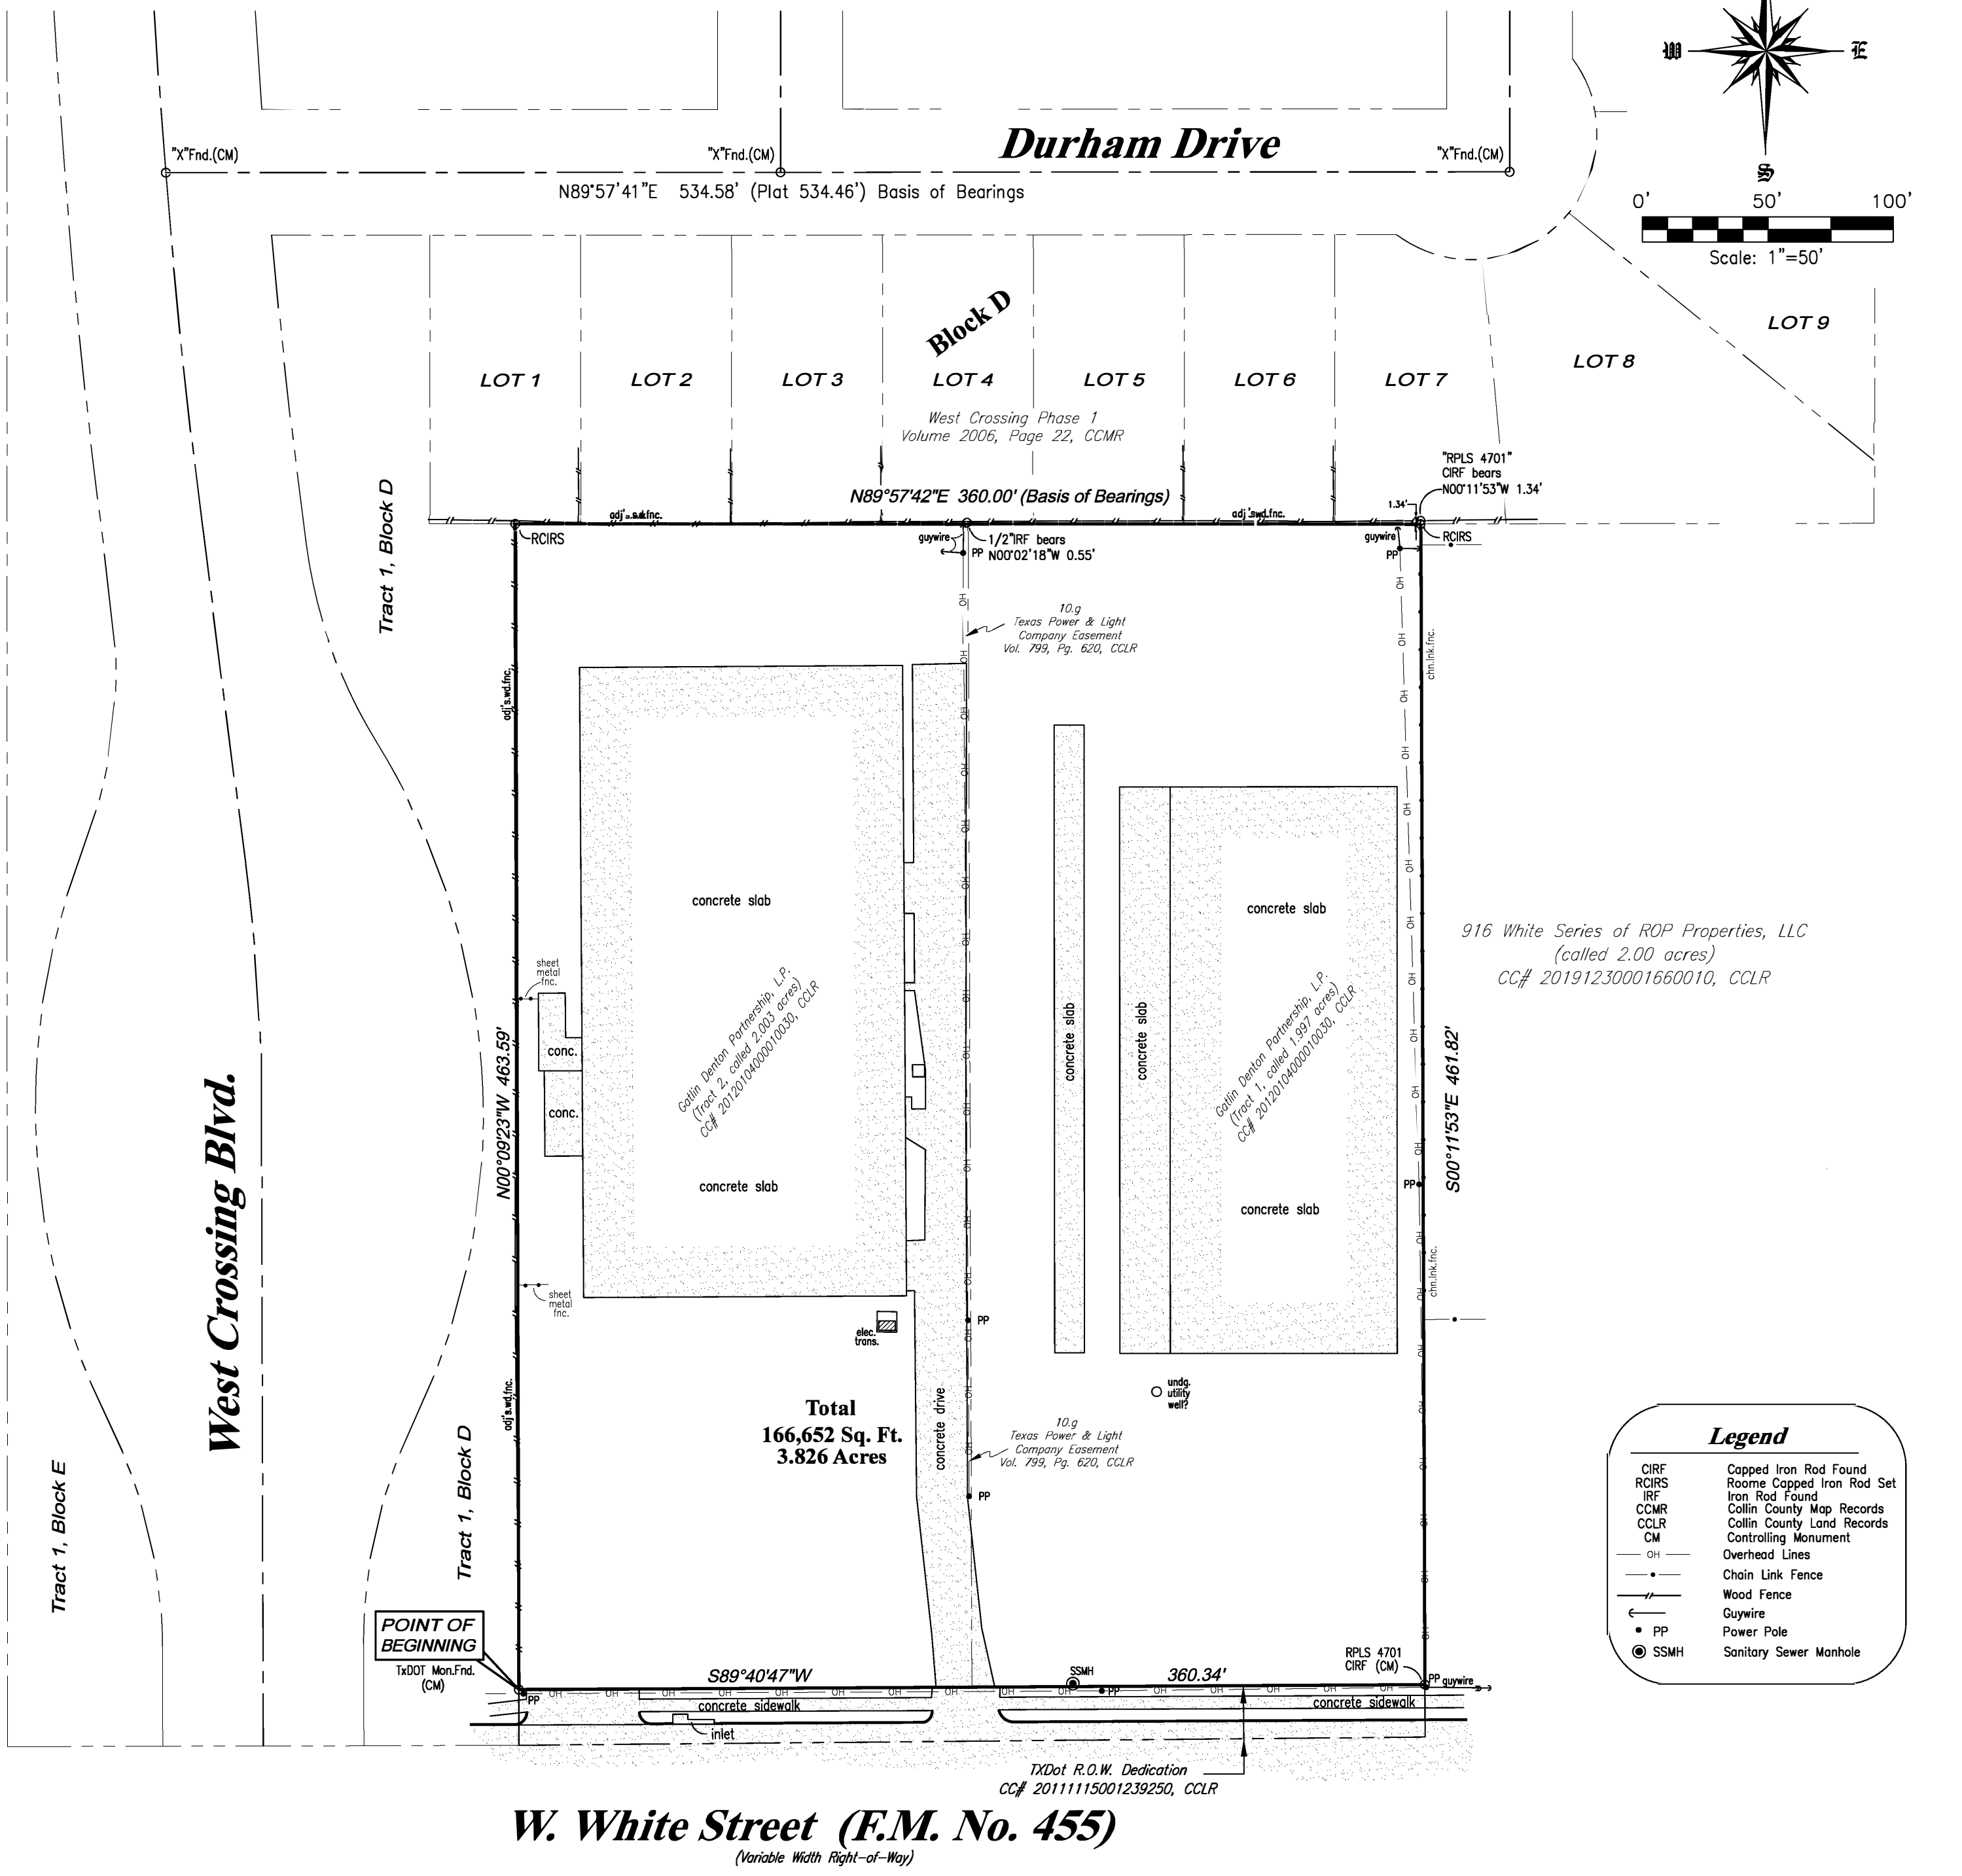 W
E
S
0' 50' 100'
Scale: 1"=50'
"X"Fnd.(CM)
"X"Fnd.(CM)
"X"Fnd.(CM)
Durham Drive
N89°57'41"E 534.58' (Plat 534.46') Basis of Bearings
Block D
LOT 1
LOT 2
LOT 3
LOT 4
LOT 5
LOT 6
LOT 7
LOT 8
LOT 9
West Crossing Phase 1
Volume 2006, Page 22, CCMR
"RPLS 4701"
CIRF bears
N00°11'53"W 1.34'
1.34'
N89°57'42"E 360.00' (Basis of Bearings)
adj's.wd.fnc.
RCIRS
guywire
PP
1/2"IRF bears
N00°02'18"W 0.55'
guywire
PP
RCIRS
Tract 1, Block D
10.g
Texas Power & Light
Company Easement
Vol. 799, Pg. 620, CCLR
chn.lnk.fnc.
adj's.wd.fnc.
concrete slab
concrete slab
916 White Series of ROP Properties, LLC
(called 2.00 acres)
CC# 20191230001660010, CCLR
sheet
metal
fnc.
conc.
conc.
N00°09'23"W 463.59'
Gatlin Denton Partnership, L.P.
(Tract 2, called 2.003 acres)
CC# 20120104000010030, CCLR
concrete slab
concrete slab
Gatlin Denton Partnership, L.P.
(Tract 1, called 1.997 acres)
CC# 20120104000010030, CCLR
S00°11'53"E 461.82'
concrete slab
concrete slab
PP
West Crossing Blvd.
sheet
metal
fnc.
chn.lnk.fnc.
elec.
trans.
PP
undg.
utility
well?
adj's.wd.fnc.
Total
166,652 Sq. Ft.
3.826 Acres
concrete drive
10.g
Texas Power & Light
Company Easement
Vol. 799, Pg. 620, CCLR
PP
Tract 1, Block E
Tract 1, Block D
Legend
CIRF Capped Iron Rod Found
RCIRS Roome Capped Iron Rod Set
IRF Iron Rod Found
CCMR Collin County Map Records
CCLR Collin County Land Records
CM Controlling Monument
OH Overhead Lines
Chain Link Fence
Wood Fence
Guywire
PP Power Pole
SSMH Sanitary Sewer Manhole
POINT OF
BEGINNING
TxDOT Mon.Fnd.
(CM)
S89°40'47"W
SSMH
360.34'
RPLS 4701
CIRF (CM)
PP guywire
PP
PP
concrete sidewalk
concrete sidewalk
inlet
TXDot R.O.W. Dedication
CC# 20111115001239250, CCLR
W. White Street (F.M. No. 455)
(Variable Width Right-of-Way)